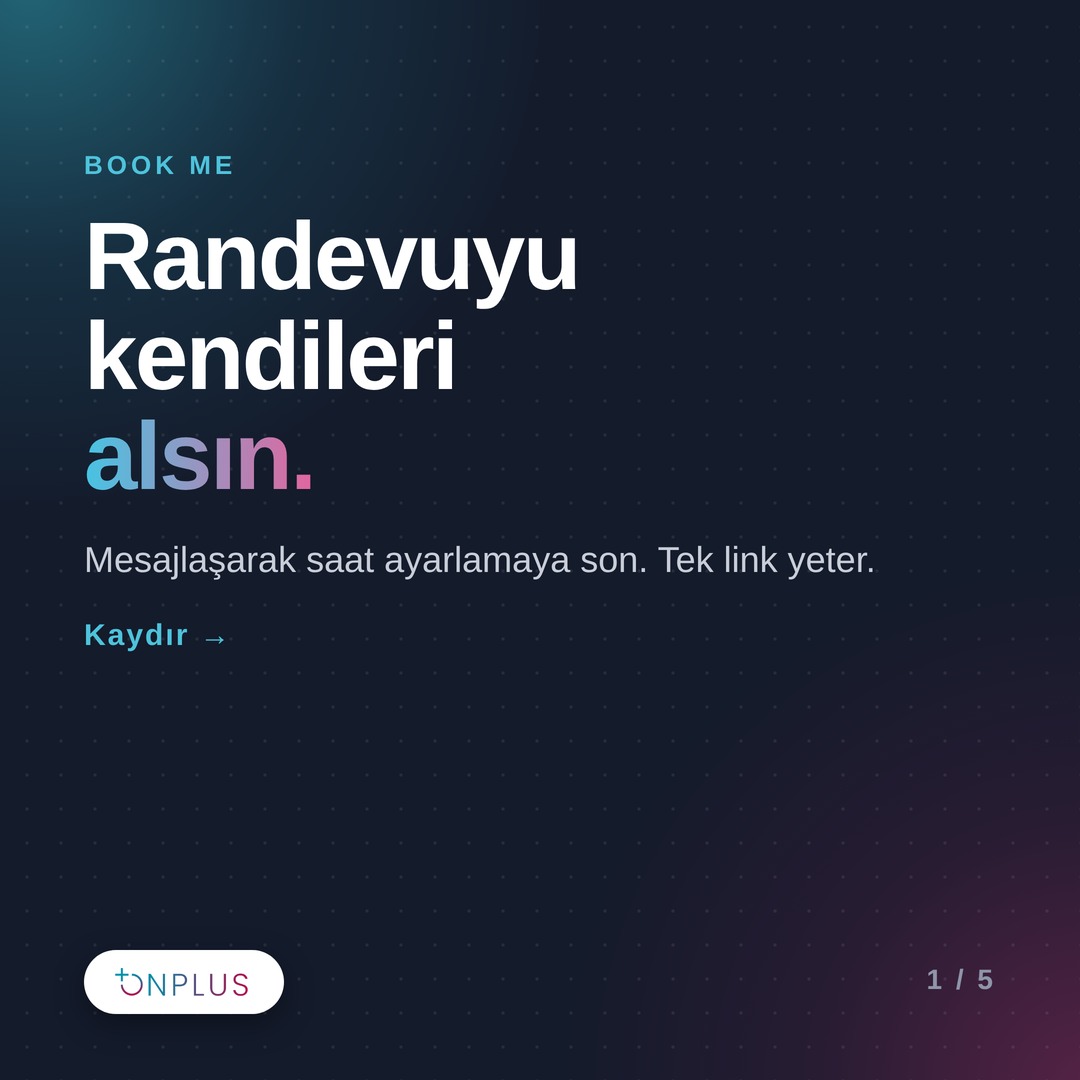 BOOK ME
Randevuyu
kendileri
alsın.
Mesajlaşarak saat ayarlamaya son. Tek link yeter.
Kaydır →
ONPLUS
1 / 5